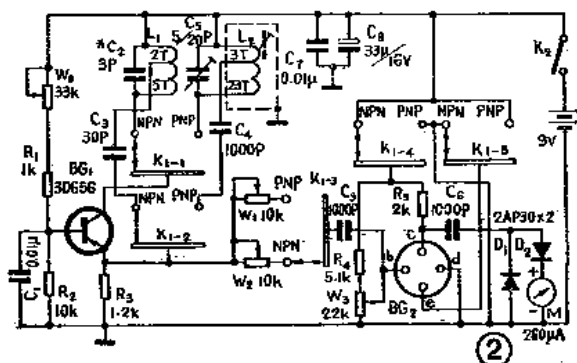 *C2
3P
L1
2T
5T
C5
5/20P
L2
3T
23T
C7
0.01μ
C8
33μ
/16V
K2
9V
W0
33k
R1
1k
BG1
3DG56
C3
30P
NPN
PNP
C4
1000P
K1-1
NPN
PNP
K1-2
W1 10k
PNP
W2 10k
NPN
K1-3
NPN
PNP
NPN
PNP
K1-4
K1-5
C9
1000P
R5
2k
C6
1000P
2AP30×2
D1
D2
R4
5.1k
W3
22k
b
c
d
e
BG2
C1
0.01μ
R2
10k
R3
1.2k
+
-
M
260μA
②